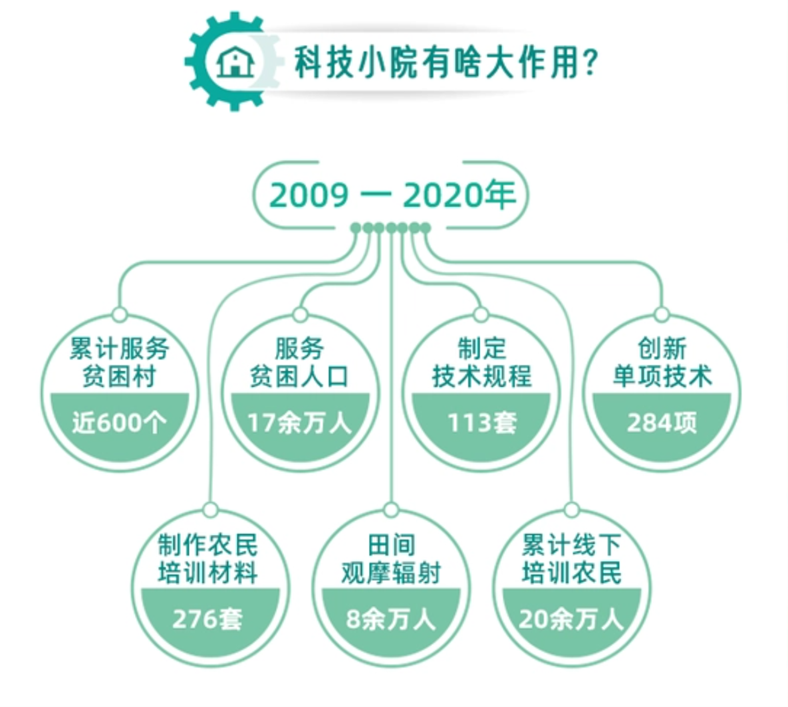 科技小院有啥大作用?
2009 — 2020年
累计服务
贫困村
近600个
服务
贫困人口
17余万人
制定
技术规程
113套
创新
单项技术
284项
制作农民
培训材料
276套
田间
观摩辐射
8余万人
累计线下
培训农民
20余万人